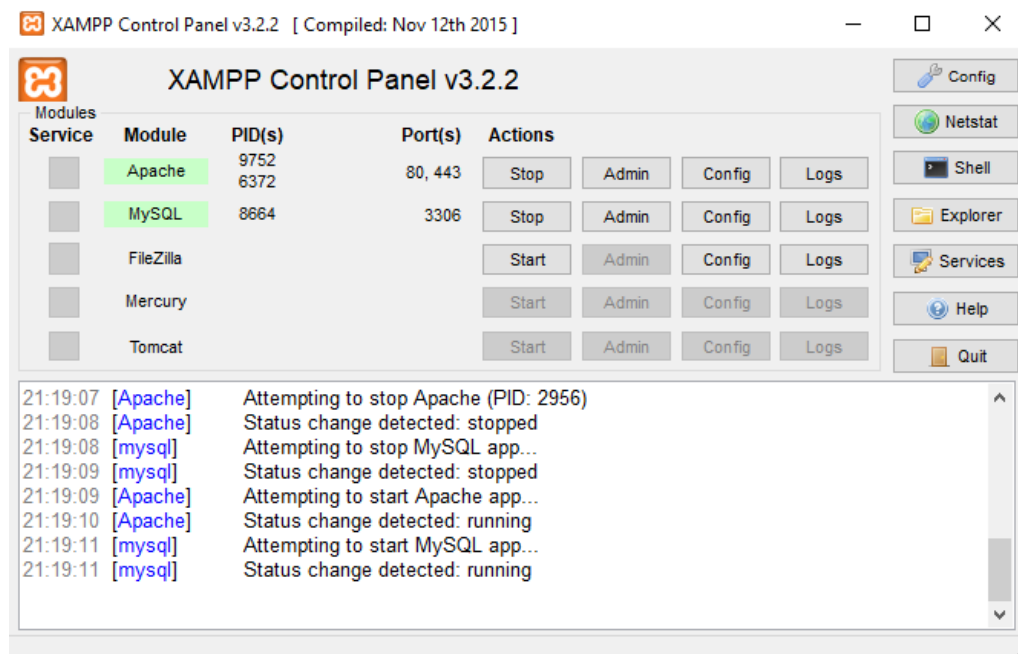 XAMPP Control Panel v3.2.2 [ Compiled: Nov 12th 2015 ]
XAMPP Control Panel v3.2.2
Config
Netstat
Shell
Explorer
Services
Help
Quit
Modules
Service Module PID(s) Port(s) Actions
Apache 9752 6372 80, 443 Stop Admin Config Logs
MySQL 8664 3306 Stop Admin Config Logs
FileZilla Start Admin Config Logs
Mercury Start Admin Config Logs
Tomcat Start Admin Config Logs
21:19:07 [Apache] Attempting to stop Apache (PID: 2956)
21:19:08 [Apache] Status change detected: stopped
21:19:08 [mysql] Attempting to stop MySQL app...
21:19:09 [mysql] Status change detected: stopped
21:19:09 [Apache] Attempting to start Apache app...
21:19:10 [Apache] Status change detected: running
21:19:11 [mysql] Attempting to start MySQL app...
21:19:11 [mysql] Status change detected: running